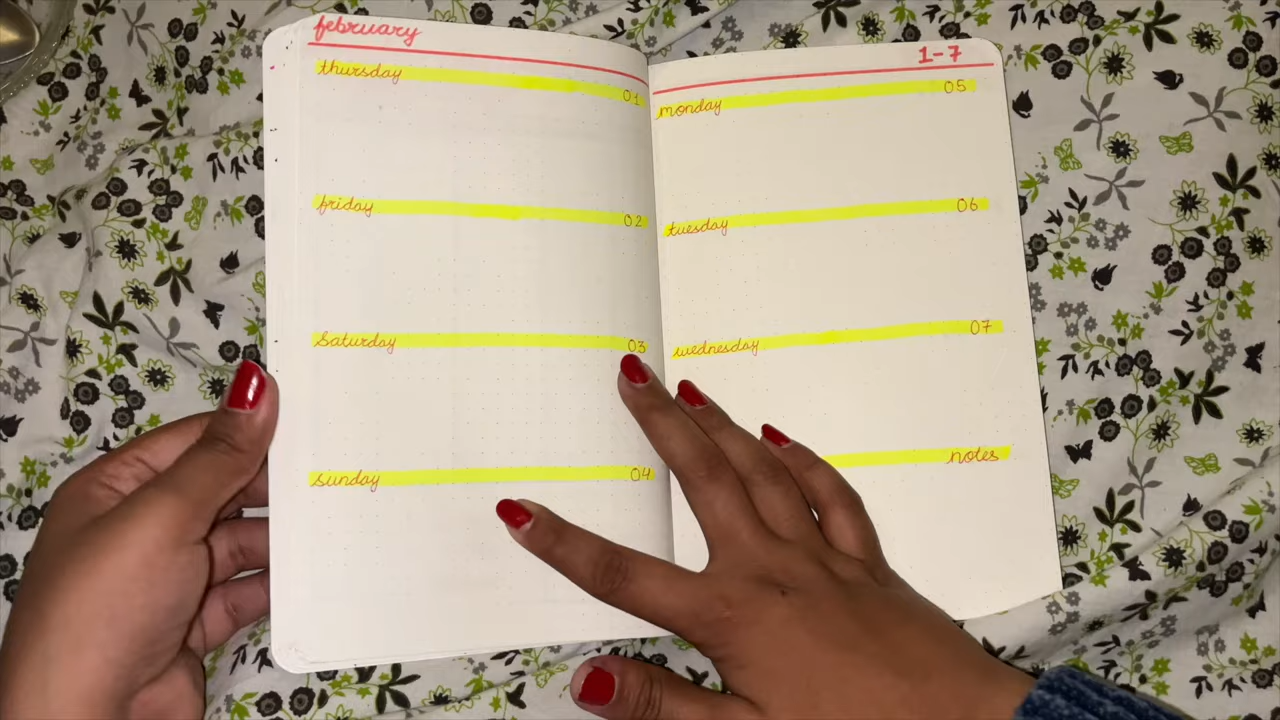 february
thursday 01
friday 02
Saturday 03
sunday 04
1-7
monday 05
tuesday 06
wednesday 07
notes